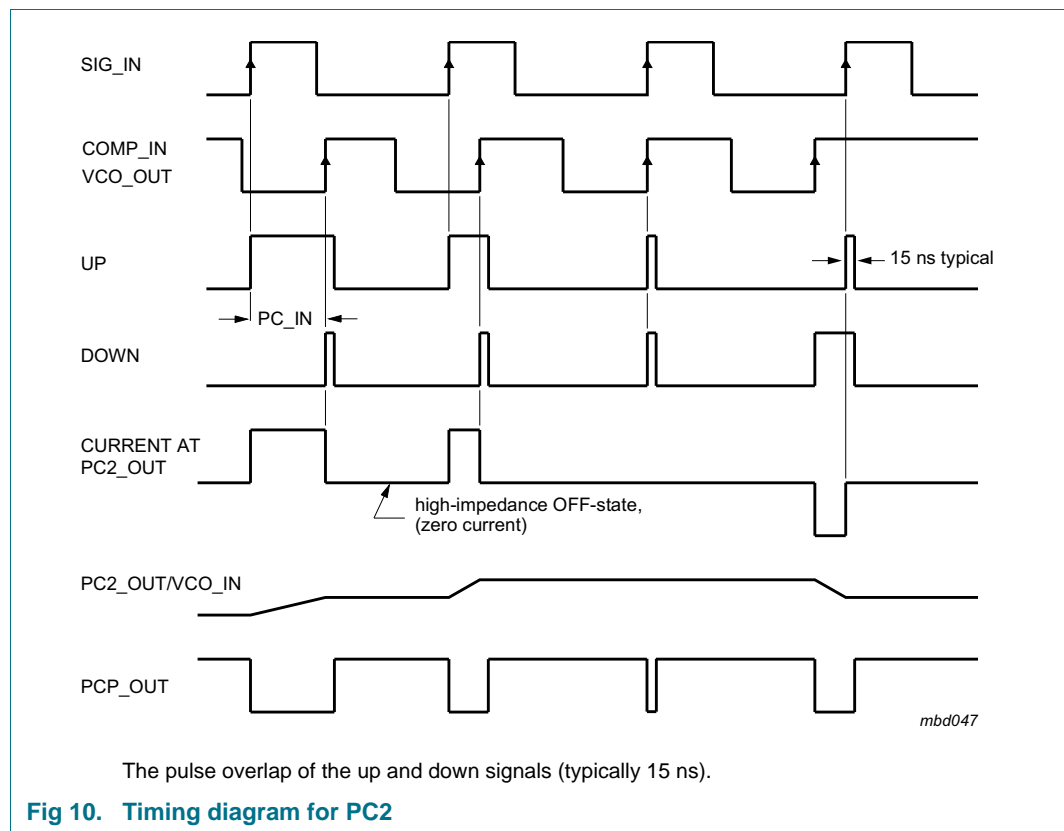 SIG_IN
COMP_IN
VCO_OUT
UP
15 ns typical
PC_IN
DOWN
CURRENT AT
PC2_OUT
high-impedance OFF-state,
(zero current)
PC2_OUT/VCO_IN
PCP_OUT
mbd047
The pulse overlap of the up and down signals (typically 15 ns).
Fig 10. Timing diagram for PC2